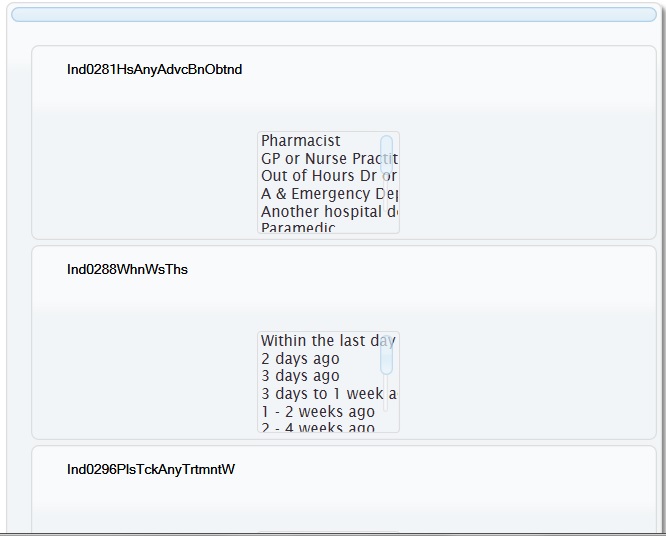 Ind0281HsAnyAdvcBnObtnd
Pharmacist
GP or Nurse Practit
Out of Hours Dr or
A & Emergency Dep
Another hospital de
Paramedic
Ind0288WhnWsThs
Within the last day
2 days ago
3 days ago
3 days to 1 week a
1 - 2 weeks ago
2 - 4 weeks ago
Ind0296PlsTckAnyTrtmntW